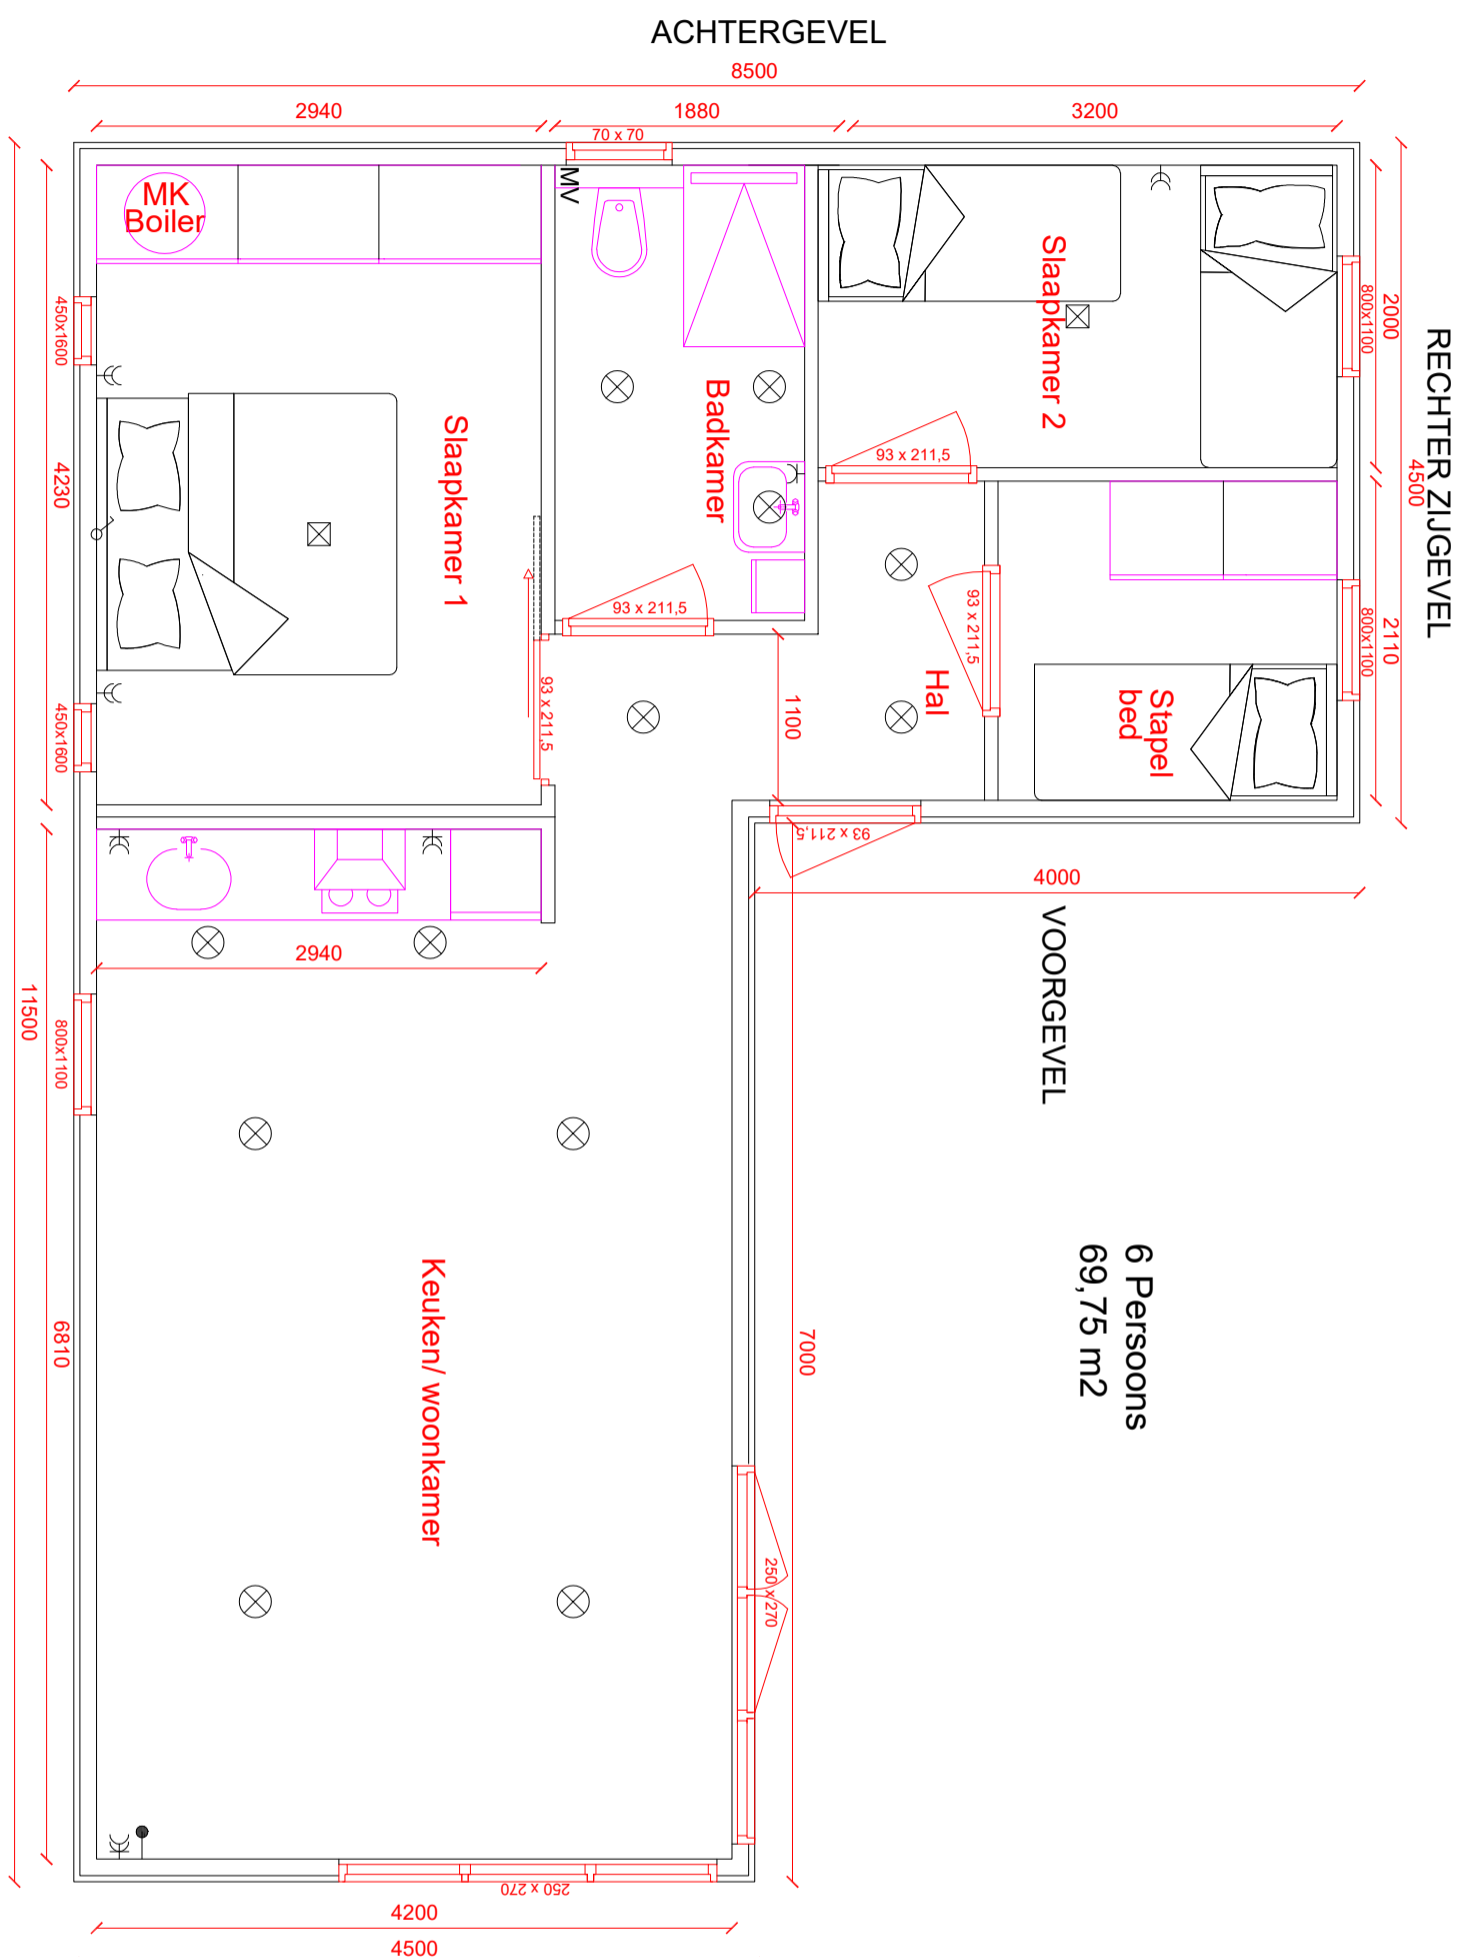 ACHTERGEVEL
8500
2940
1880
3200
70 x 70
MV
MK
Boiler
Slaapkamer 2
800x1100
2000
4500
RECHTER ZIJGEVEL
450x1600
4230
Slaapkamer 1
Badkamer
93 x 211,5
93 x 211,5
93 x 211,5
93 x 211,5
Hal
Stapel
bed
800x1100
2110
450x1600
1100
93 x 211,5
4000
VOORGEVEL
2940
11500
800x1100
6 Persoons
69,75 m2
Keuken/ woonkamer
6810
7000
250 x 270
250 x 270
4200
4500